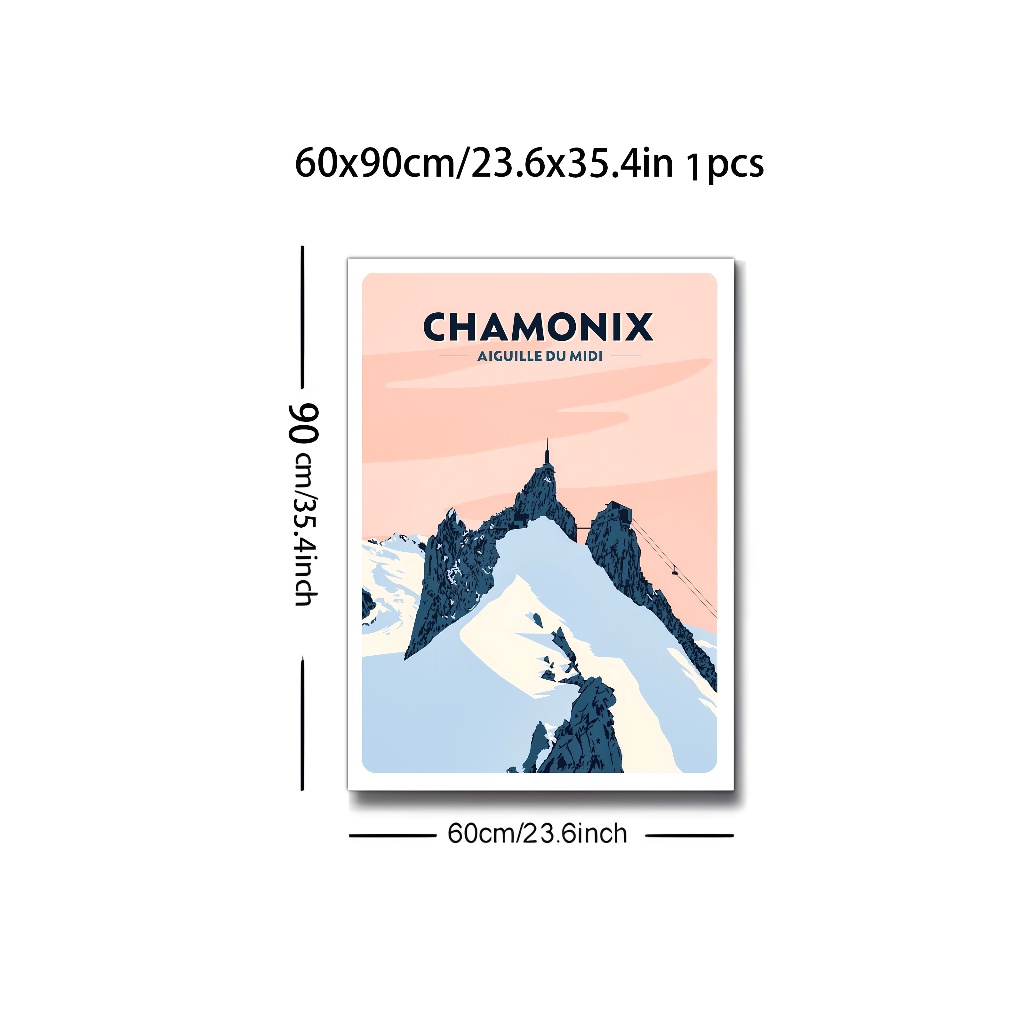 60x90cm/23.6x35.4in 1pcs
CHAMONIX
AIGUILLE DU MIDI
90 cm/35.4inch
60cm/23.6inch